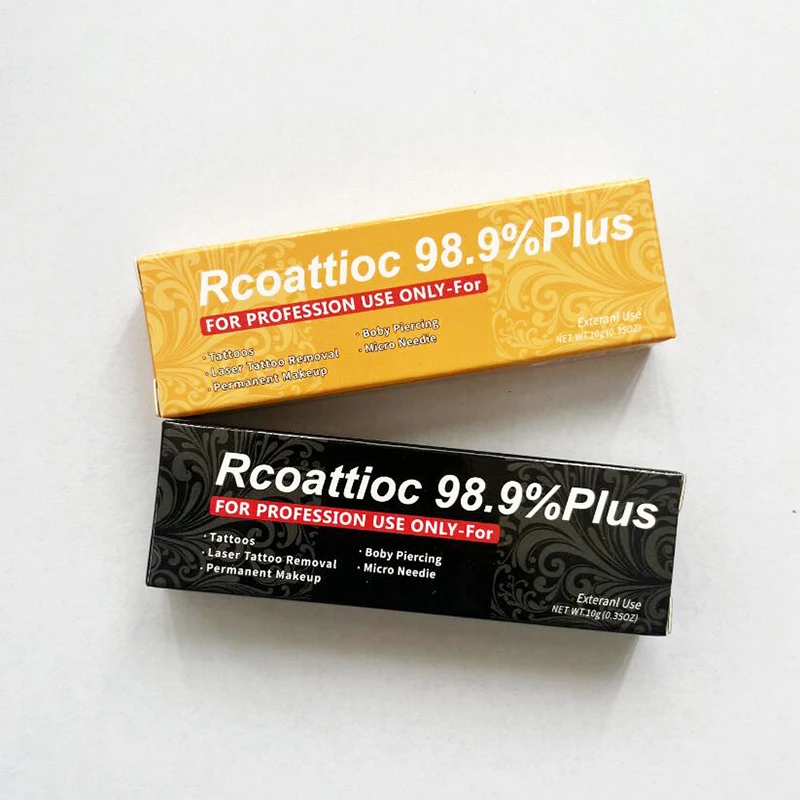 Rcoattioc 98.9%Plus
FOR PROFESSION USE ONLY-For
· Tattoos
· Laser Tattoo Removal
· Permanent Makeup
· Boby Piercing
· Micro Needie
Exteranl Use
NET WT.10g(0.35OZ)
Rcoattioc 98.9%Plus
FOR PROFESSION USE ONLY-For
· Tattoos
· Laser Tattoo Removal
· Permanent Makeup
· Boby Piercing
· Micro Needie
Exteranl Use
NET WT.10g(0.35OZ)